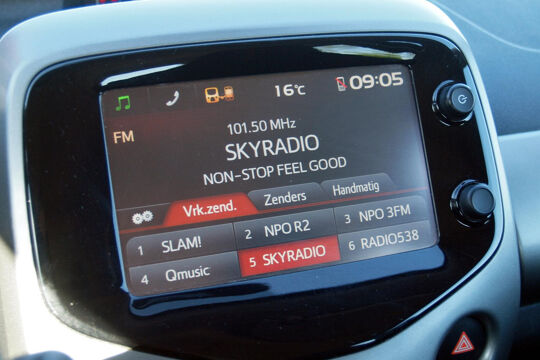 16°C
09:05
FM
101.50 MHz
SKYRADIO
NON-STOP FEEL GOOD
Vrk.zend.
Zenders
Handmatig
1 SLAM!
2 NPO R2
3 NPO 3FM
4 Qmusic
5 SKYRADIO
6 RADIO538